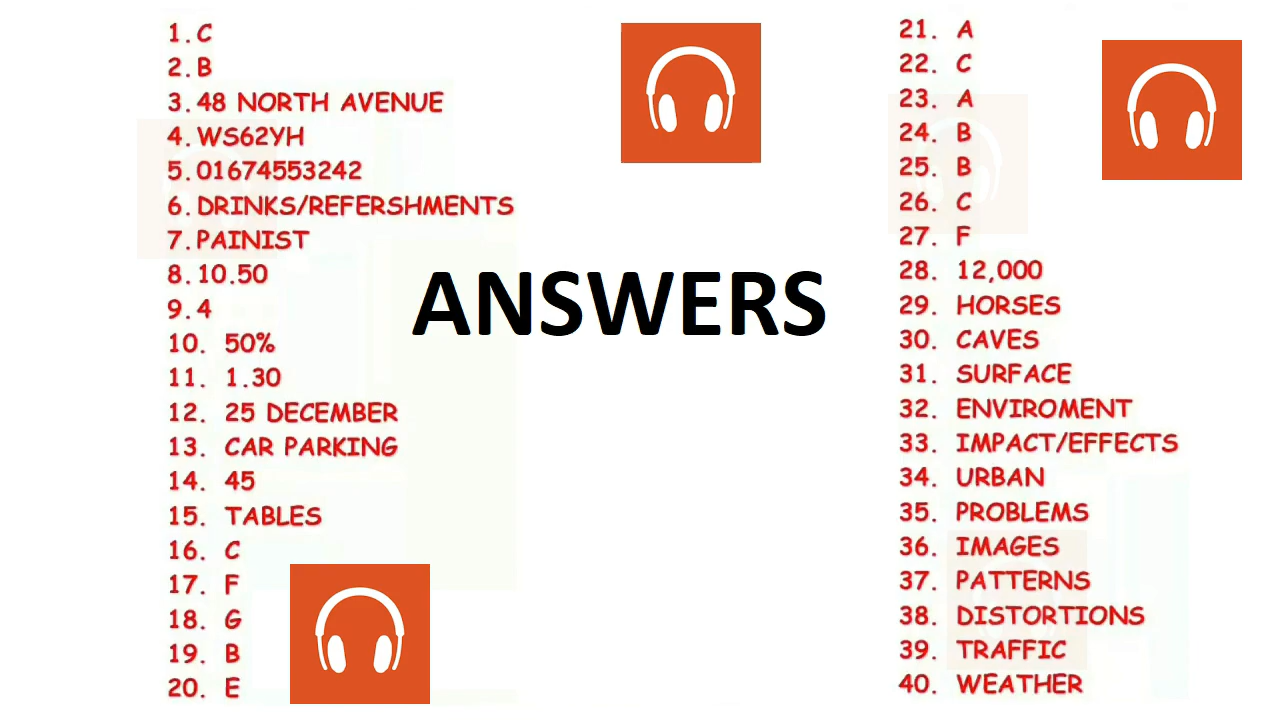 1. C
2. B
3. 48 NORTH AVENUE
4. WS62YH
5. 01674553242
6. DRINKS/REFERSHMENTS
7. PAINIST
8. 10.50
9. 4
10. 50%
11. 1.30
12. 25 DECEMBER
13. CAR PARKING
14. 45
15. TABLES
16. C
17. F
18. G
19. B
20. E
ANSWERS
21. A
22. C
23. A
24. B
25. B
26. C
27. F
28. 12,000
29. HORSES
30. CAVES
31. SURFACE
32. ENVIROMENT
33. IMPACT/EFFECTS
34. URBAN
35. PROBLEMS
36. IMAGES
37. PATTERNS
38. DISTORTIONS
39. TRAFFIC
40. WEATHER